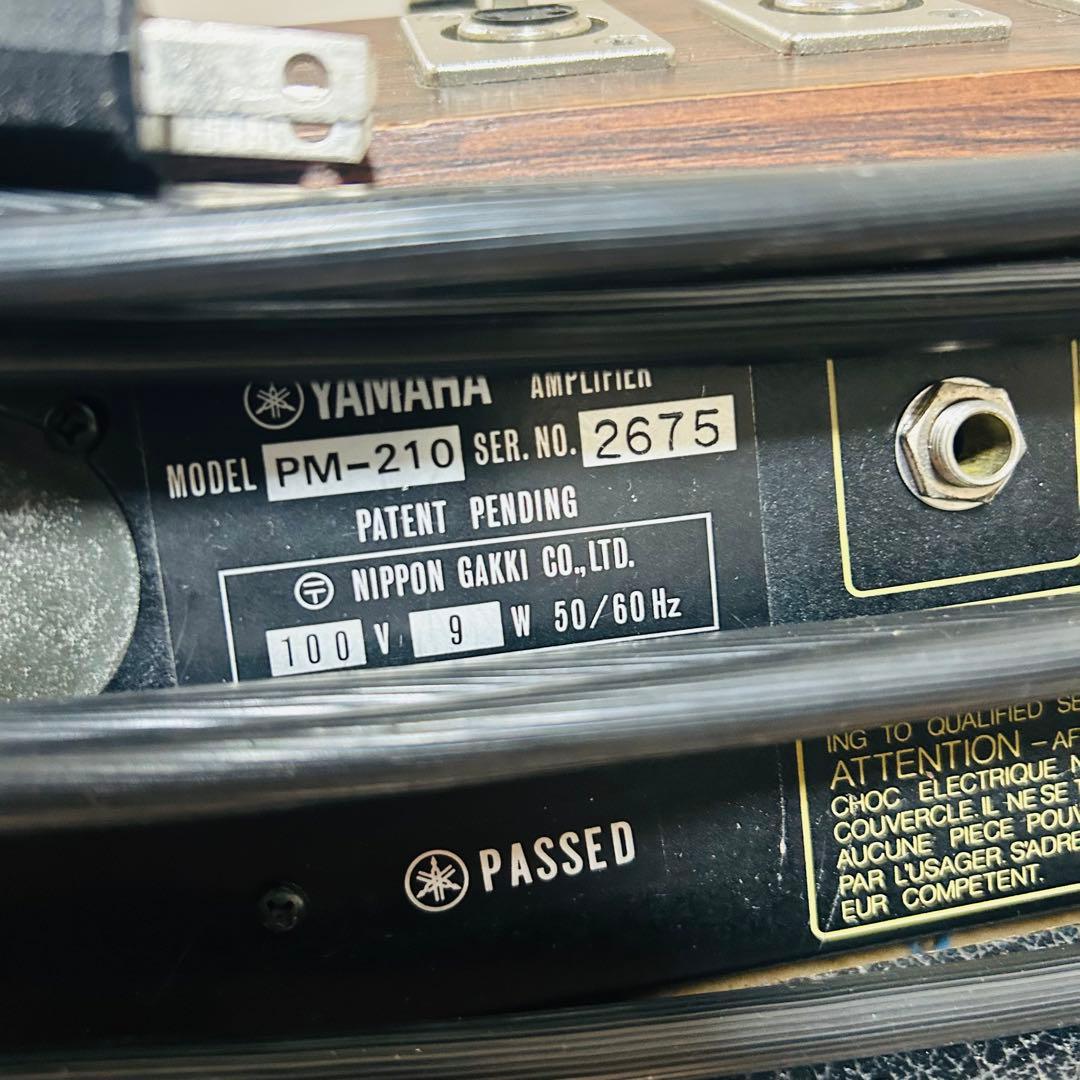 YAMAHA AMPLIFIER
MODEL PM-210 SER. NO. 2675
PATENT PENDING
NIPPON GAKKI CO., LTD.
100 V 9 W 50/60 Hz
PASSED
ING TO QUALIFIED SE
ATTENTION - AF
CHOC ELECTRIQUE N
COUVERCLE. IL NE SE T
AUCUNE PIECE POUV
PAR L'USAGER. S'ADRE
EUR COMPETENT.